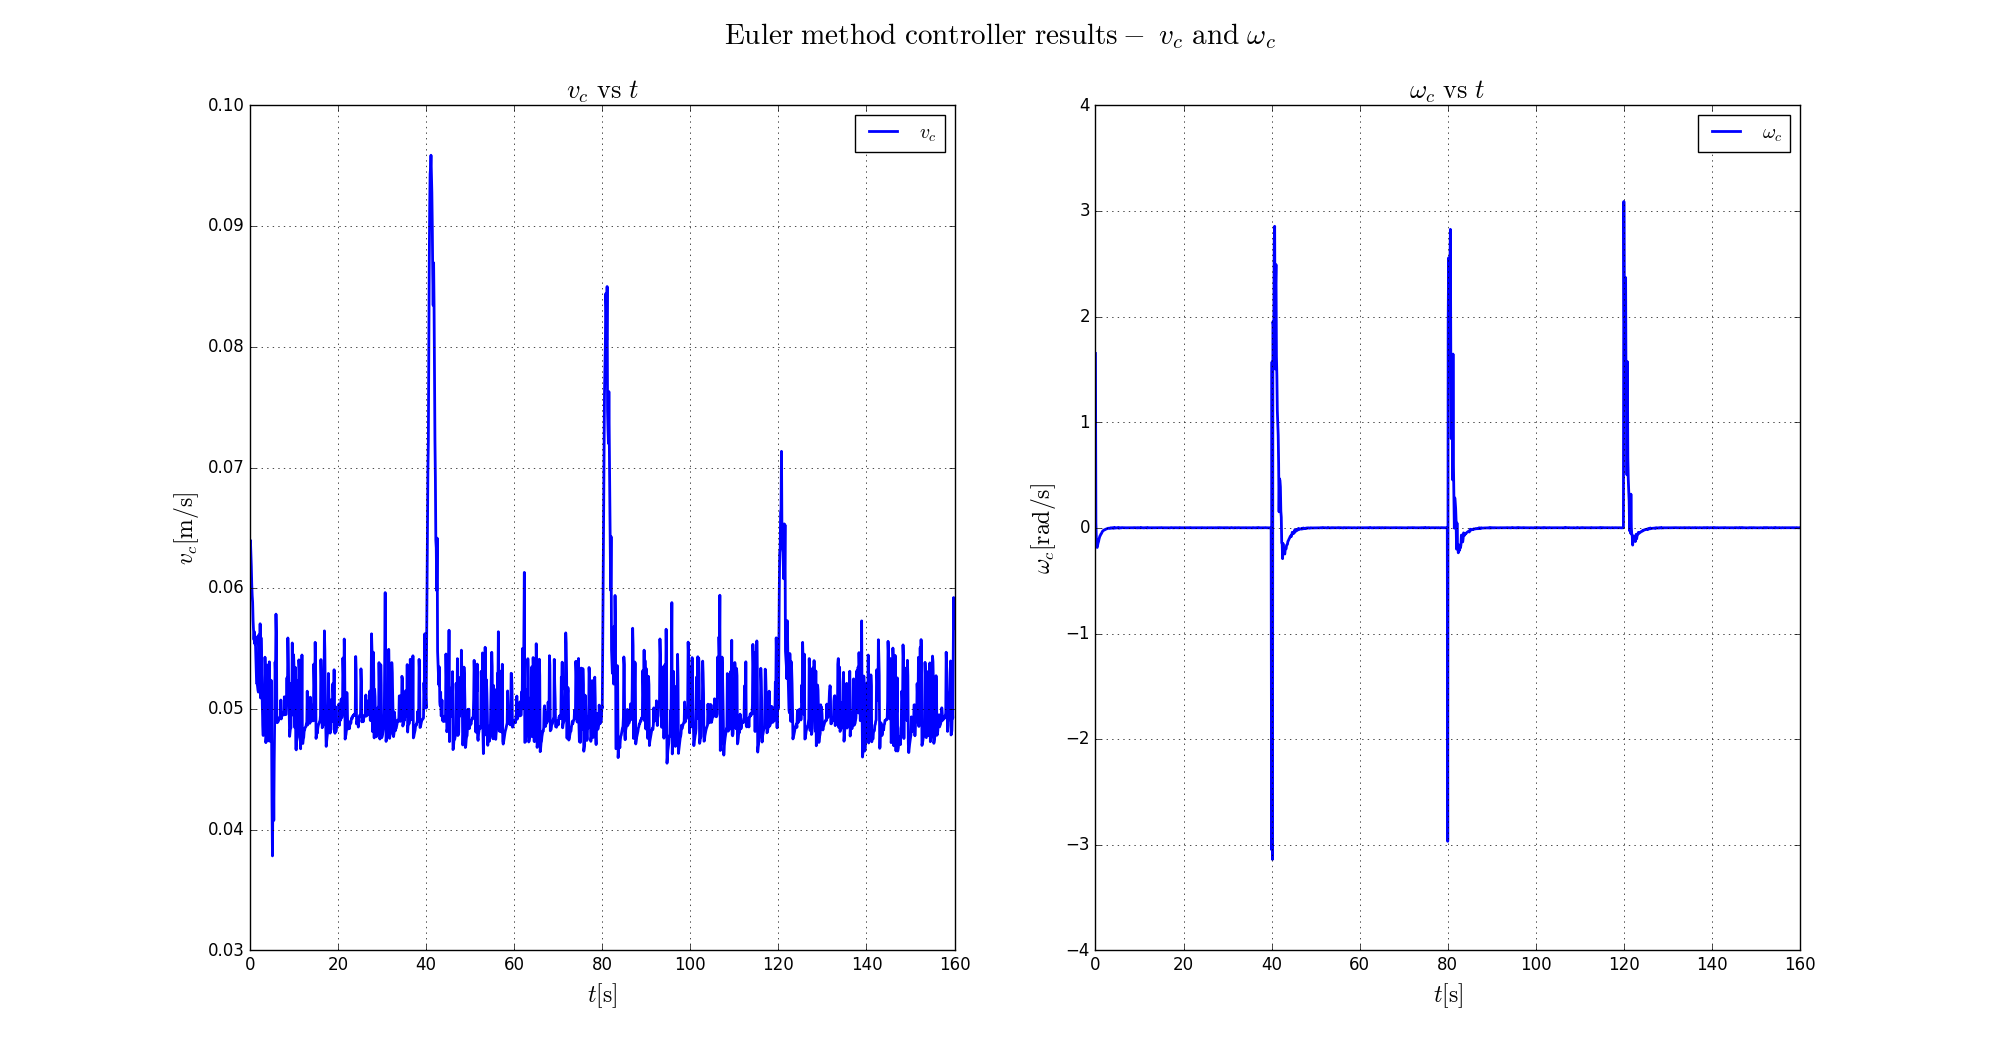 Euler method controller results − v_c and ω_c
v_c vs t
v_c
0.10
0.09
0.08
0.07
0.06
0.05
0.04
0.03
v_c[m/s]
0 20 40 60 80 100 120 140 160
t[s]
ω_c vs t
ω_c
4
3
2
1
0
−1
−2
−3
−4
ω_c[rad/s]
0 20 40 60 80 100 120 140 160
t[s]